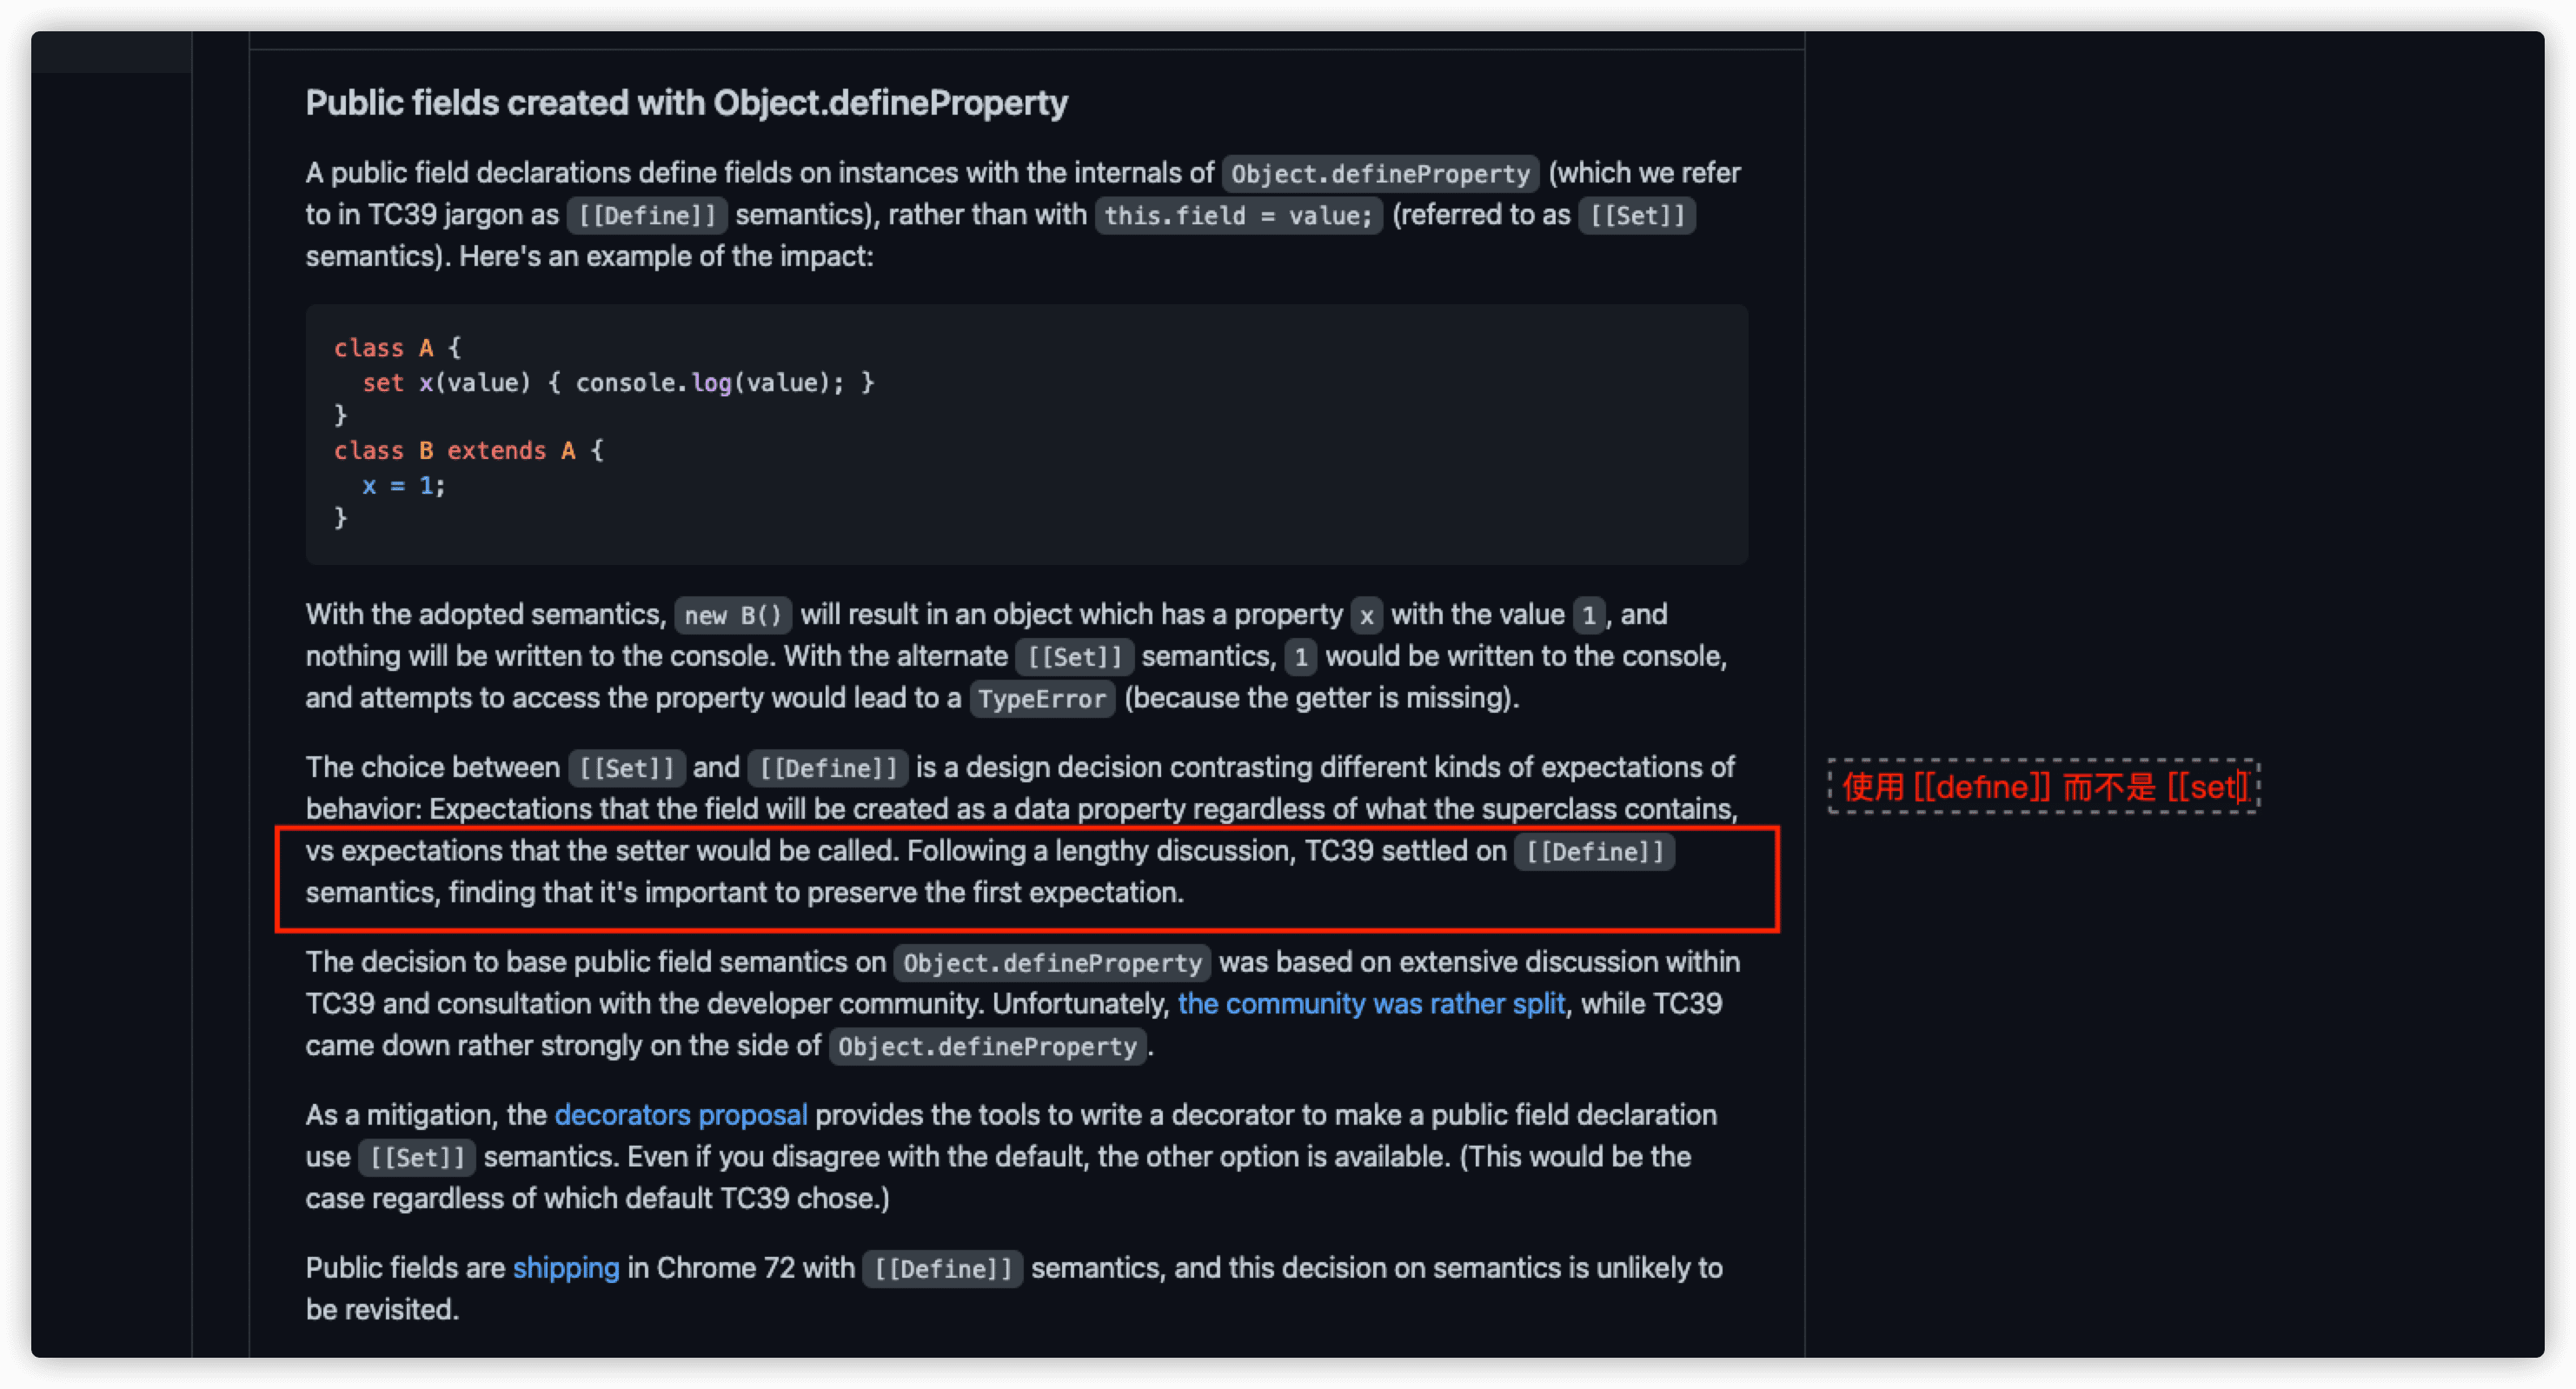 Public fields created with Object.defineProperty
A public field declarations define fields on instances with the internals of Object.defineProperty (which we refer
to in TC39 jargon as [[Define]] semantics), rather than with this.field = value; (referred to as [[Set]]
semantics). Here's an example of the impact:
class A {
  set x(value) { console.log(value); }
}
class B extends A {
  x = 1;
}
With the adopted semantics, new B() will result in an object which has a property x with the value 1, and
nothing will be written to the console. With the alternate [[Set]] semantics, 1 would be written to the console,
and attempts to access the property would lead to a TypeError (because the getter is missing).
The choice between [[Set]] and [[Define]] is a design decision contrasting different kinds of expectations of
behavior: Expectations that the field will be created as a data property regardless of what the superclass contains,
vs expectations that the setter would be called. Following a lengthy discussion, TC39 settled on [[Define]]
semantics, finding that it's important to preserve the first expectation.
使用 [[define]] 而不是 [[set]]
The decision to base public field semantics on Object.defineProperty was based on extensive discussion within
TC39 and consultation with the developer community. Unfortunately, the community was rather split, while TC39
came down rather strongly on the side of Object.defineProperty.
As a mitigation, the decorators proposal provides the tools to write a decorator to make a public field declaration
use [[Set]] semantics. Even if you disagree with the default, the other option is available. (This would be the
case regardless of which default TC39 chose.)
Public fields are shipping in Chrome 72 with [[Define]] semantics, and this decision on semantics is unlikely to
be revisited.